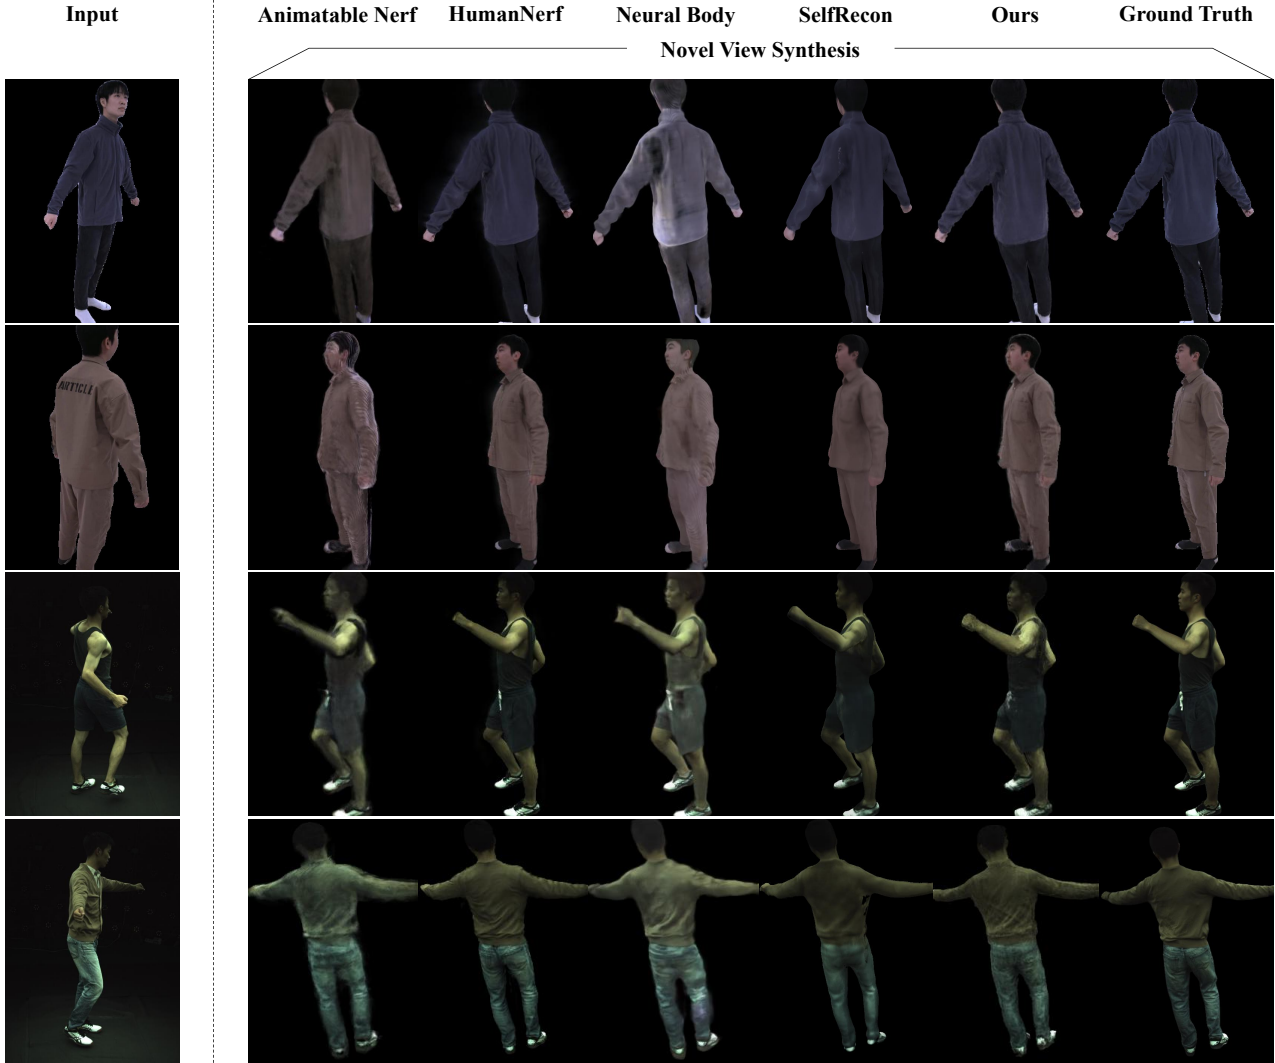 Input
Animatable Nerf
HumanNerf
Neural Body
SelfRecon
Ours
Ground Truth
Novel View Synthesis